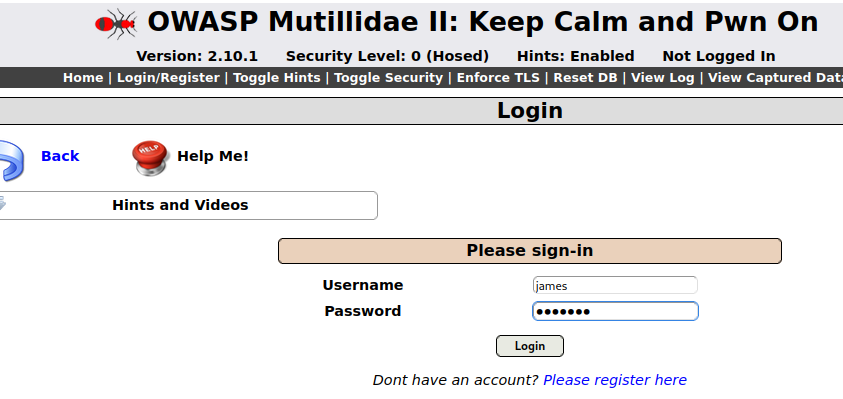 OWASP Mutillidae II: Keep Calm and Pwn On
Version: 2.10.1 Security Level: 0 (Hosed) Hints: Enabled Not Logged In
Home | Login/Register | Toggle Hints | Toggle Security | Enforce TLS | Reset DB | View Log | View Captured Data
Login
Back HELP Help Me!
Hints and Videos
Please sign-in
Username james
Password •••••••
Login
Dont have an account? Please register here